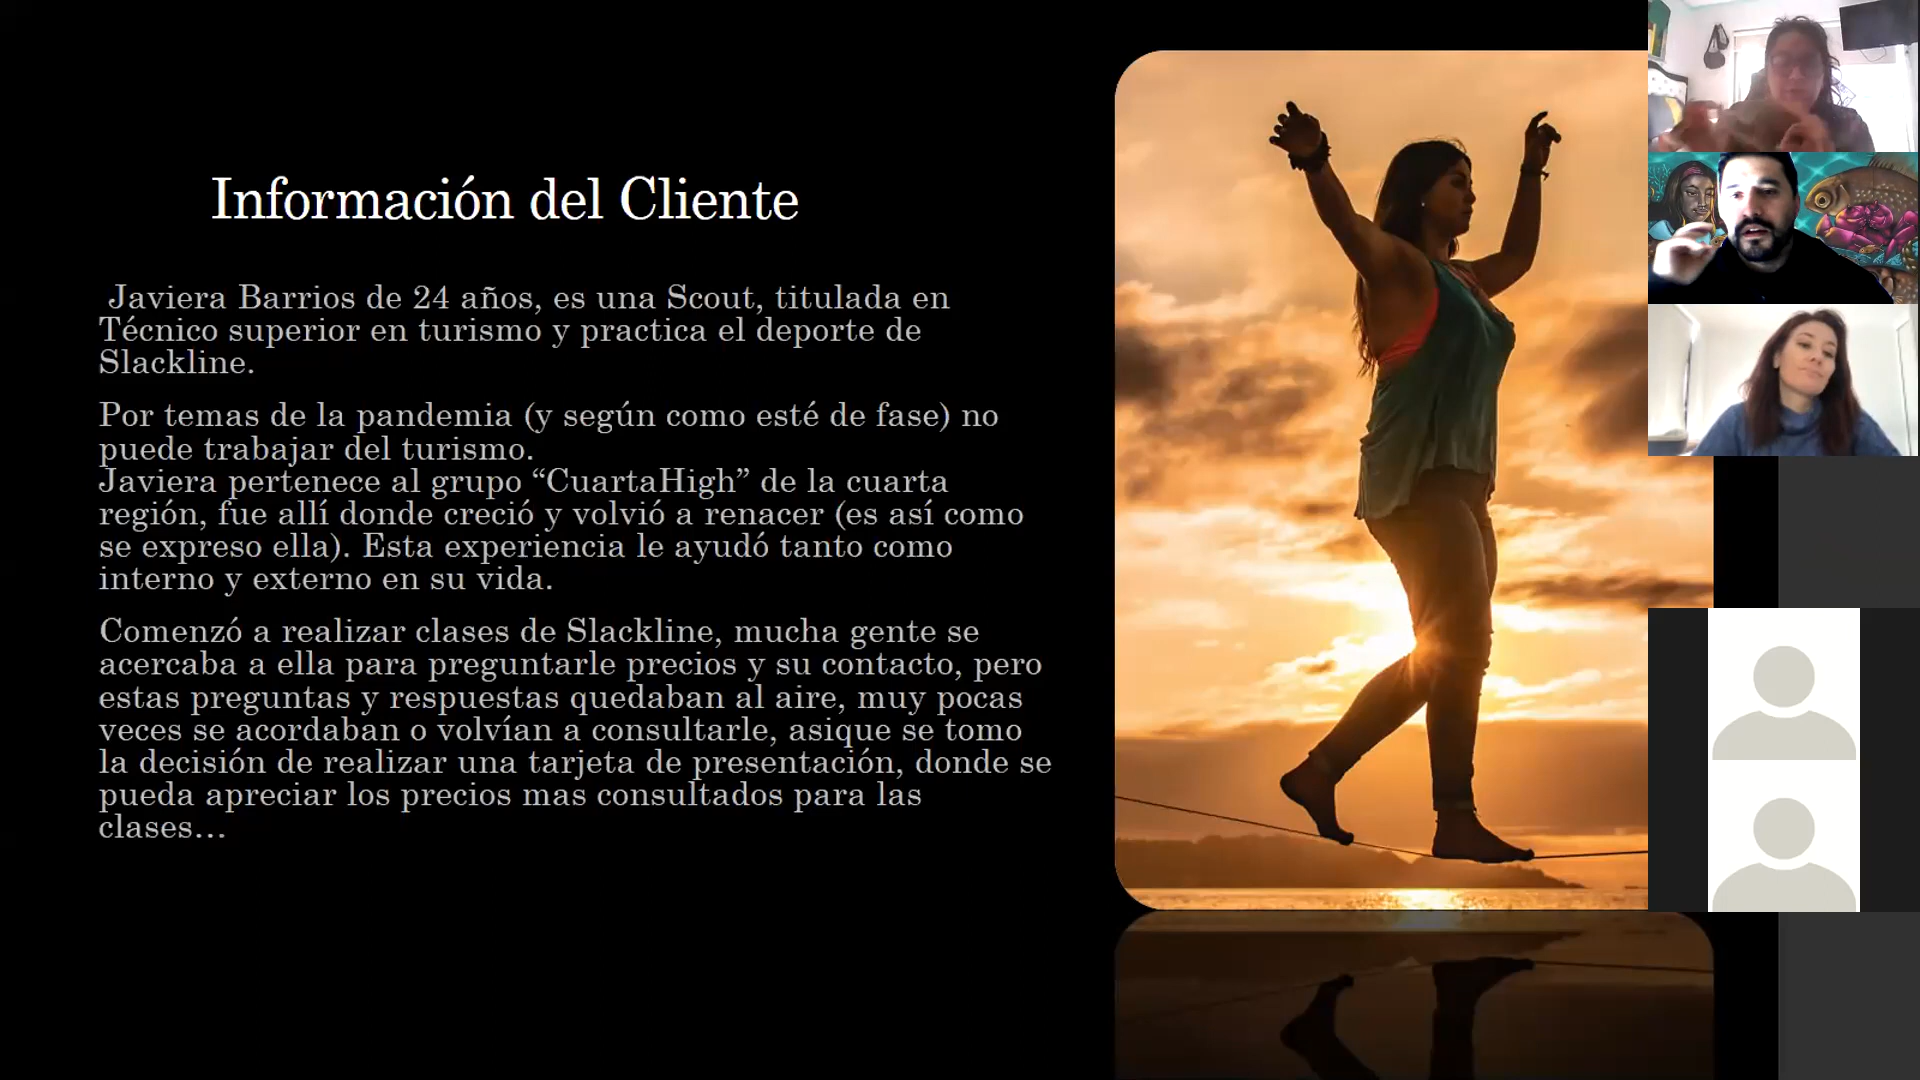 Información del Cliente
Javiera Barrios de 24 años, es una Scout, titulada en
Técnico superior en turismo y practica el deporte de
Slackline.
Por temas de la pandemia (y según como esté de fase) no
puede trabajar del turismo.
Javiera pertenece al grupo “CuartaHigh” de la cuarta
región, fue allí donde creció y volvió a renacer (es así como
se expreso ella). Esta experiencia le ayudó tanto como
interno y externo en su vida.
Comenzó a realizar clases de Slackline, mucha gente se
acercaba a ella para preguntarle precios y su contacto, pero
estas preguntas y respuestas quedaban al aire, muy pocas
veces se acordaban o volvían a consultarle, asique se tomo
la decisión de realizar una tarjeta de presentación, donde se
pueda apreciar los precios mas consultados para las
clases…